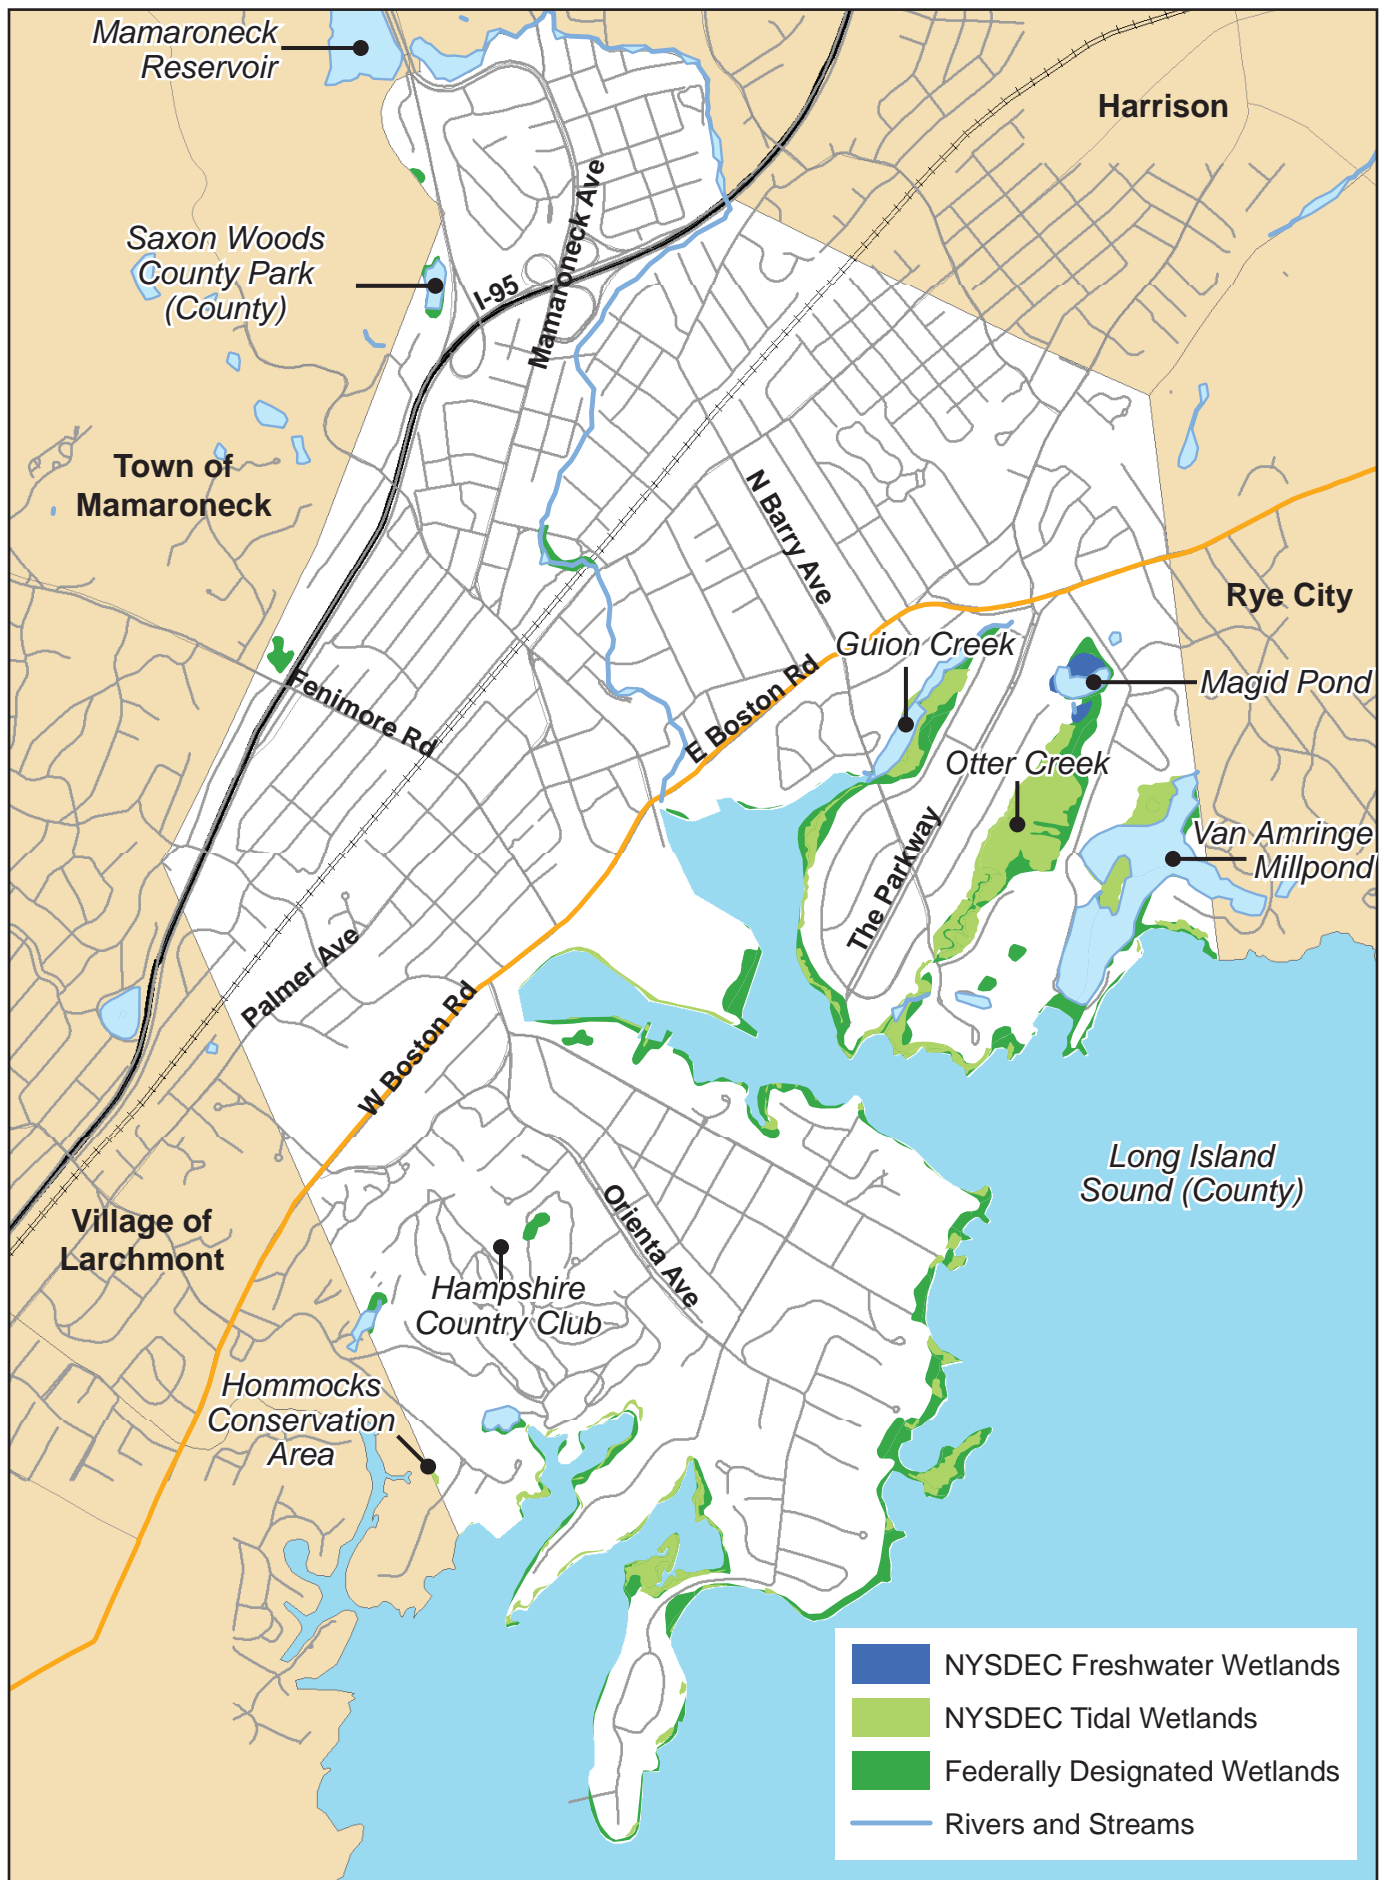 Mamaroneck
Reservoir
Harrison
Mamaroneck Ave
Saxon Woods
County Park
(County)
I-95
Town of
Mamaroneck
N Barry Ave
Rye City
Guion Creek
Magid Pond
Fenimore Rd
E Boston Rd
Otter Creek
Van Amringe
Millpond
The Parkway
Palmer Ave
W Boston Rd
Long Island
Sound (County)
Village of
Larchmont
Orienta Ave
Hampshire
Country Club
Hommocks
Conservation
Area
NYSDEC Freshwater Wetlands
NYSDEC Tidal Wetlands
Federally Designated Wetlands
Rivers and Streams